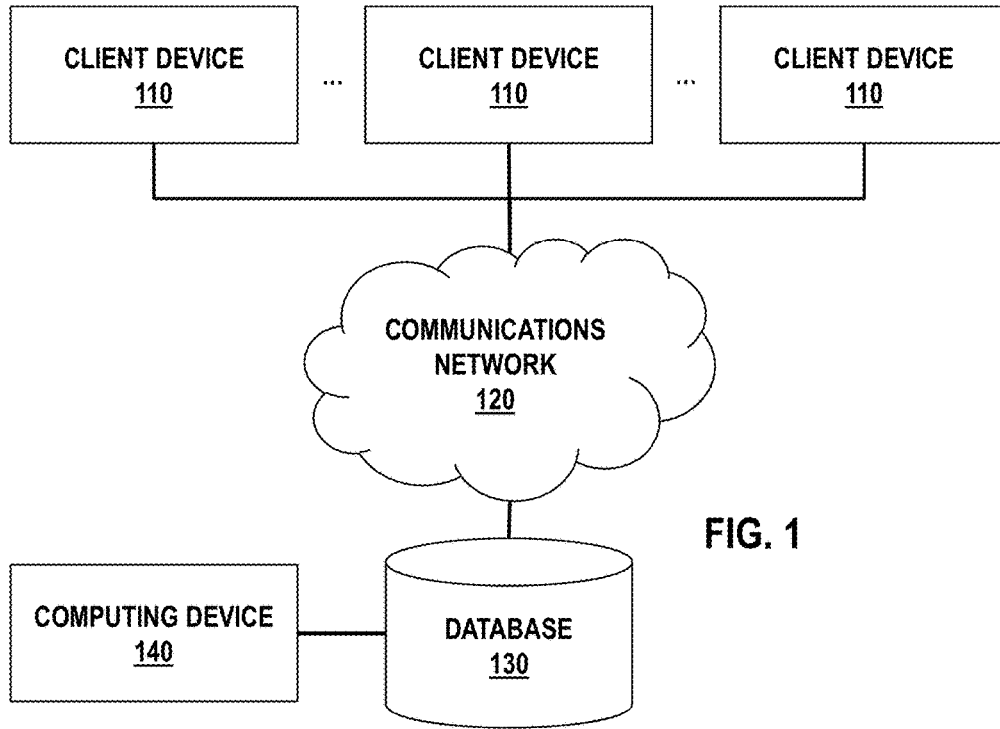 CLIENT DEVICE
110
...
CLIENT DEVICE
110
...
CLIENT DEVICE
110
COMMUNICATIONS
NETWORK
120
FIG. 1
COMPUTING DEVICE
140
DATABASE
130